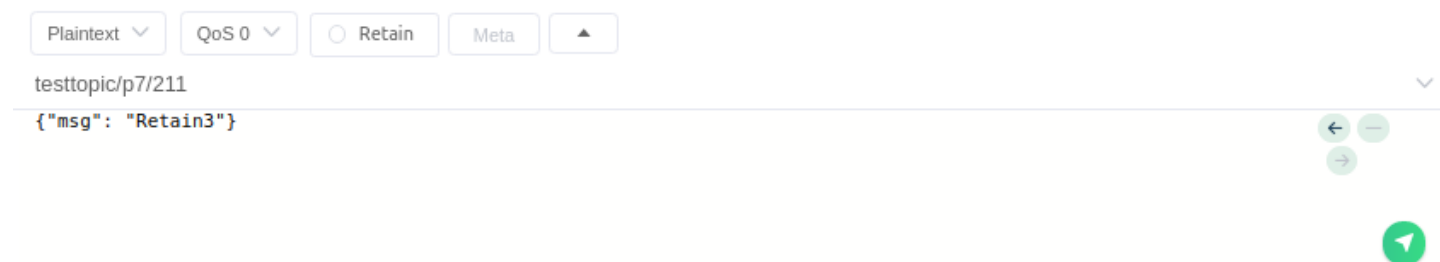 Plaintext QoS 0 Retain Meta
testtopic/p7/211
{"msg": "Retain3"}